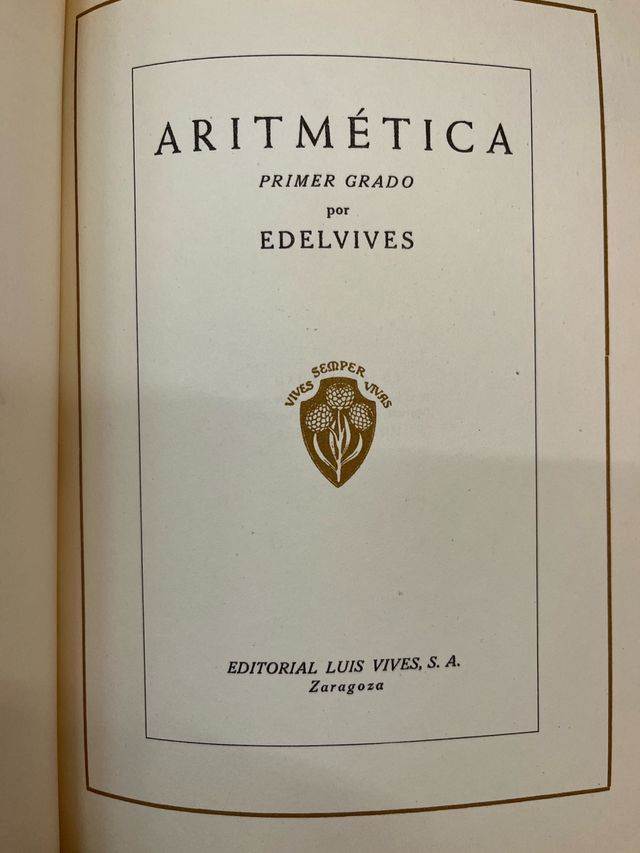 ARITMÉTICA
PRIMER GRADO
por
EDELVIVES
VIVES SEMPER VIVAS
EDITORIAL LUIS VIVES, S. A.
Zaragoza